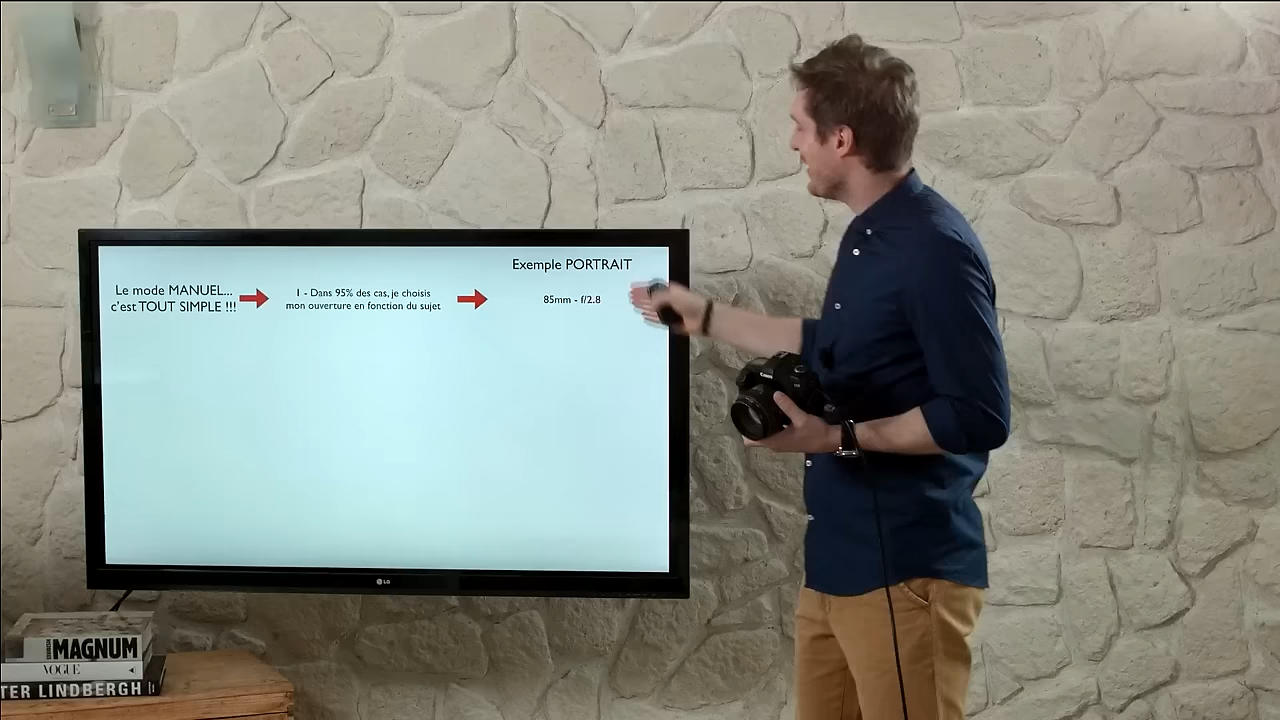 Exemple PORTRAIT
Le mode MANUEL...
c'est TOUT SIMPLE !!!
1 - Dans 95% des cas, je choisis
mon ouverture en fonction du sujet
85mm - f/2.8
LG
Canon
MAGNUM
VOGUE
TER LINDBERGH